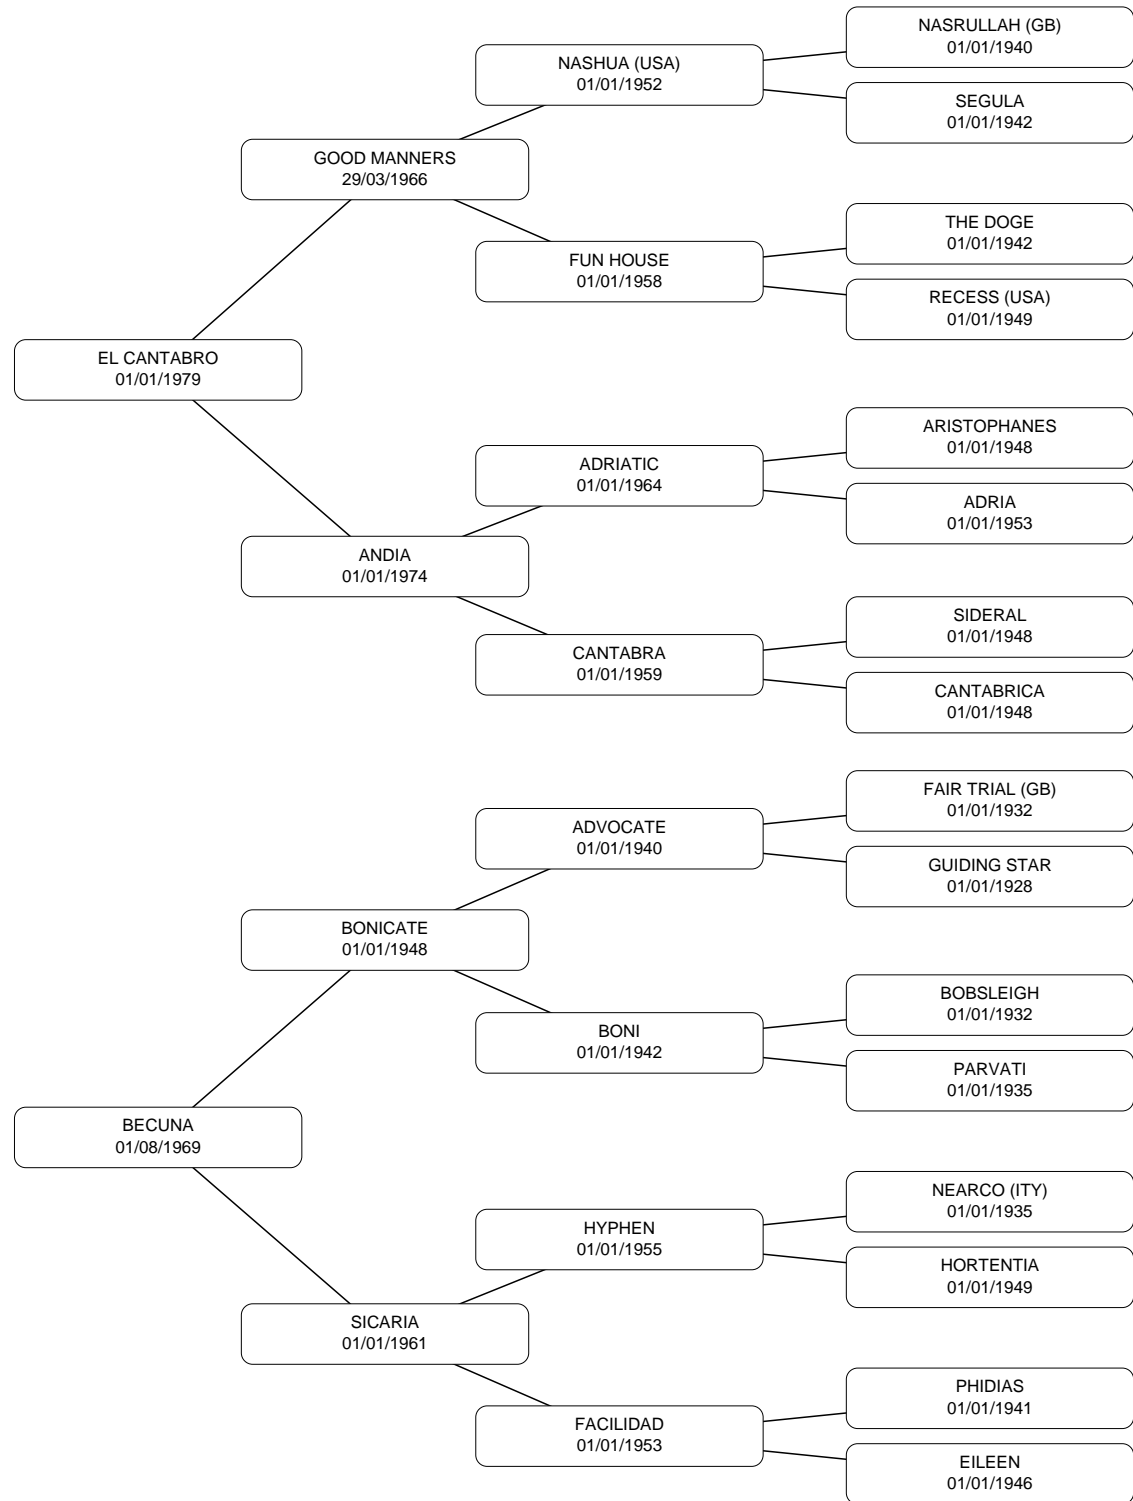 NASRULLAH (GB)
01/01/1940
NASHUA (USA)
01/01/1952
SEGULA
01/01/1942
GOOD MANNERS
29/03/1966
THE DOGE
01/01/1942
FUN HOUSE
01/01/1958
RECESS (USA)
01/01/1949
EL CANTABRO
01/01/1979
ARISTOPHANES
01/01/1948
ADRIATIC
01/01/1964
ADRIA
01/01/1953
ANDIA
01/01/1974
SIDERAL
01/01/1948
CANTABRA
01/01/1959
CANTABRICA
01/01/1948
FAIR TRIAL (GB)
01/01/1932
ADVOCATE
01/01/1940
GUIDING STAR
01/01/1928
BONICATE
01/01/1948
BOBSLEIGH
01/01/1932
BONI
01/01/1942
PARVATI
01/01/1935
BECUNA
01/08/1969
NEARCO (ITY)
01/01/1935
HYPHEN
01/01/1955
HORTENTIA
01/01/1949
SICARIA
01/01/1961
PHIDIAS
01/01/1941
FACILIDAD
01/01/1953
EILEEN
01/01/1946